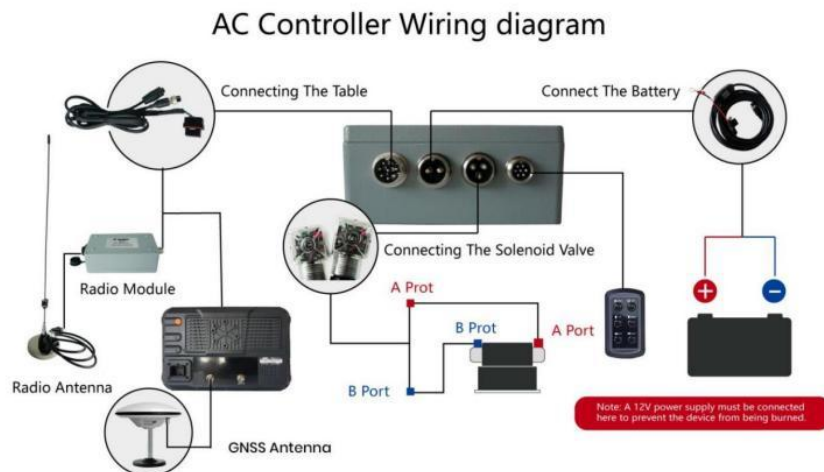 AC Controller Wiring diagram
Connecting The Table
Connect The Battery
Connecting The Solenoid Valve
Radio Module
A Prot
B Prot
A Port
Radio Antenna
B Port
GNSS Antenna
Note: A 12V power supply must be connected
here to prevent the device from being burned.